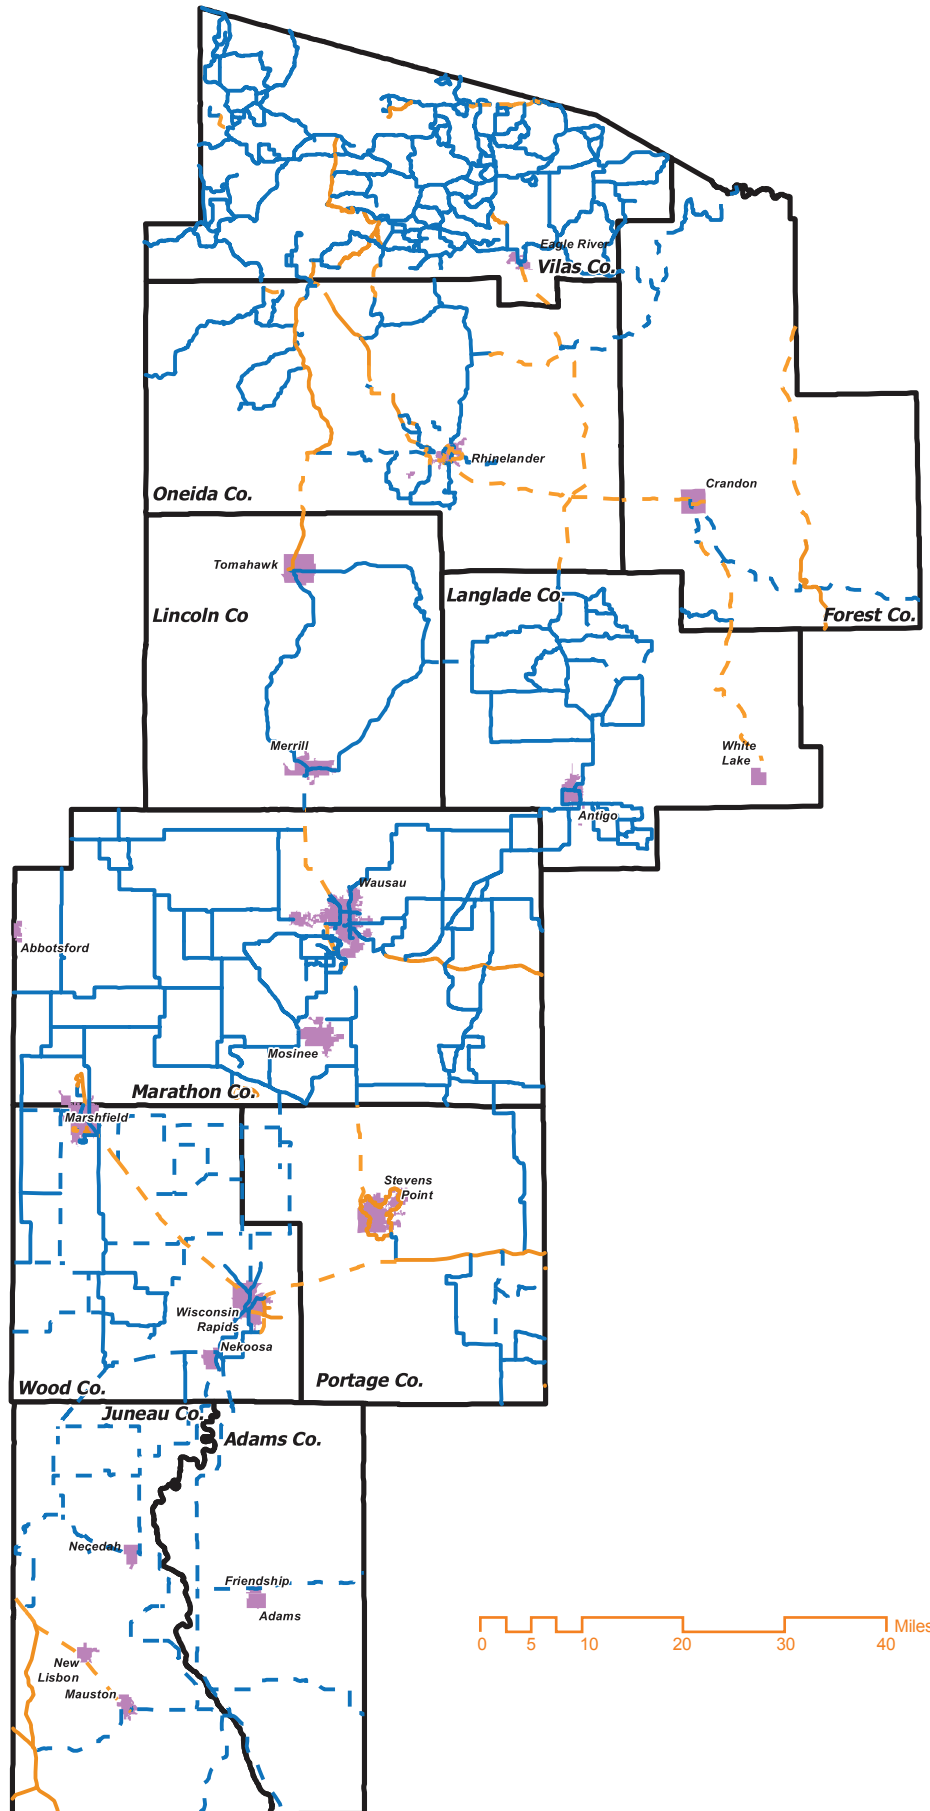 Eagle River
Vilas Co.
Rhinelander
Crandon
Oneida Co.
Tomahawk
Langlade Co.
Lincoln Co
Forest Co.
Merrill
White
Lake
Antigo
Wausau
Abbotsford
Mosinee
Marathon Co.
Marshfield
Stevens
Point
Wisconsin
Rapids
Nekoosa
Portage Co.
Wood Co.
Juneau Co.
Adams Co.
Necedah
Friendship
Adams
Miles
0 5 10 20 30 40
New
Lisbon
Mauston